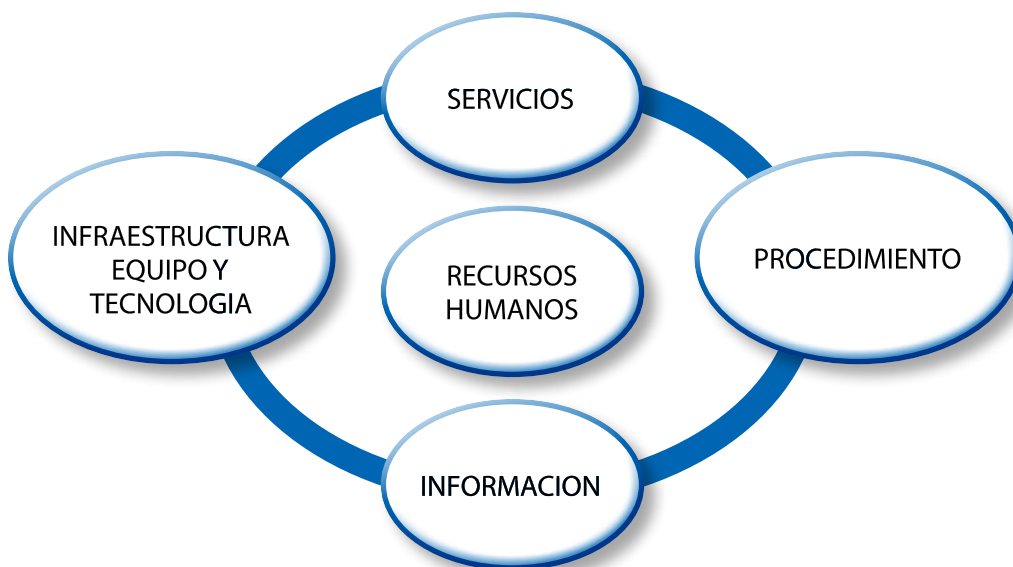 SERVICIOS
INFRAESTRUCTURA
EQUIPO Y
TECNOLOGIA
RECURSOS
HUMANOS
PROCEDIMIENTO
INFORMACION